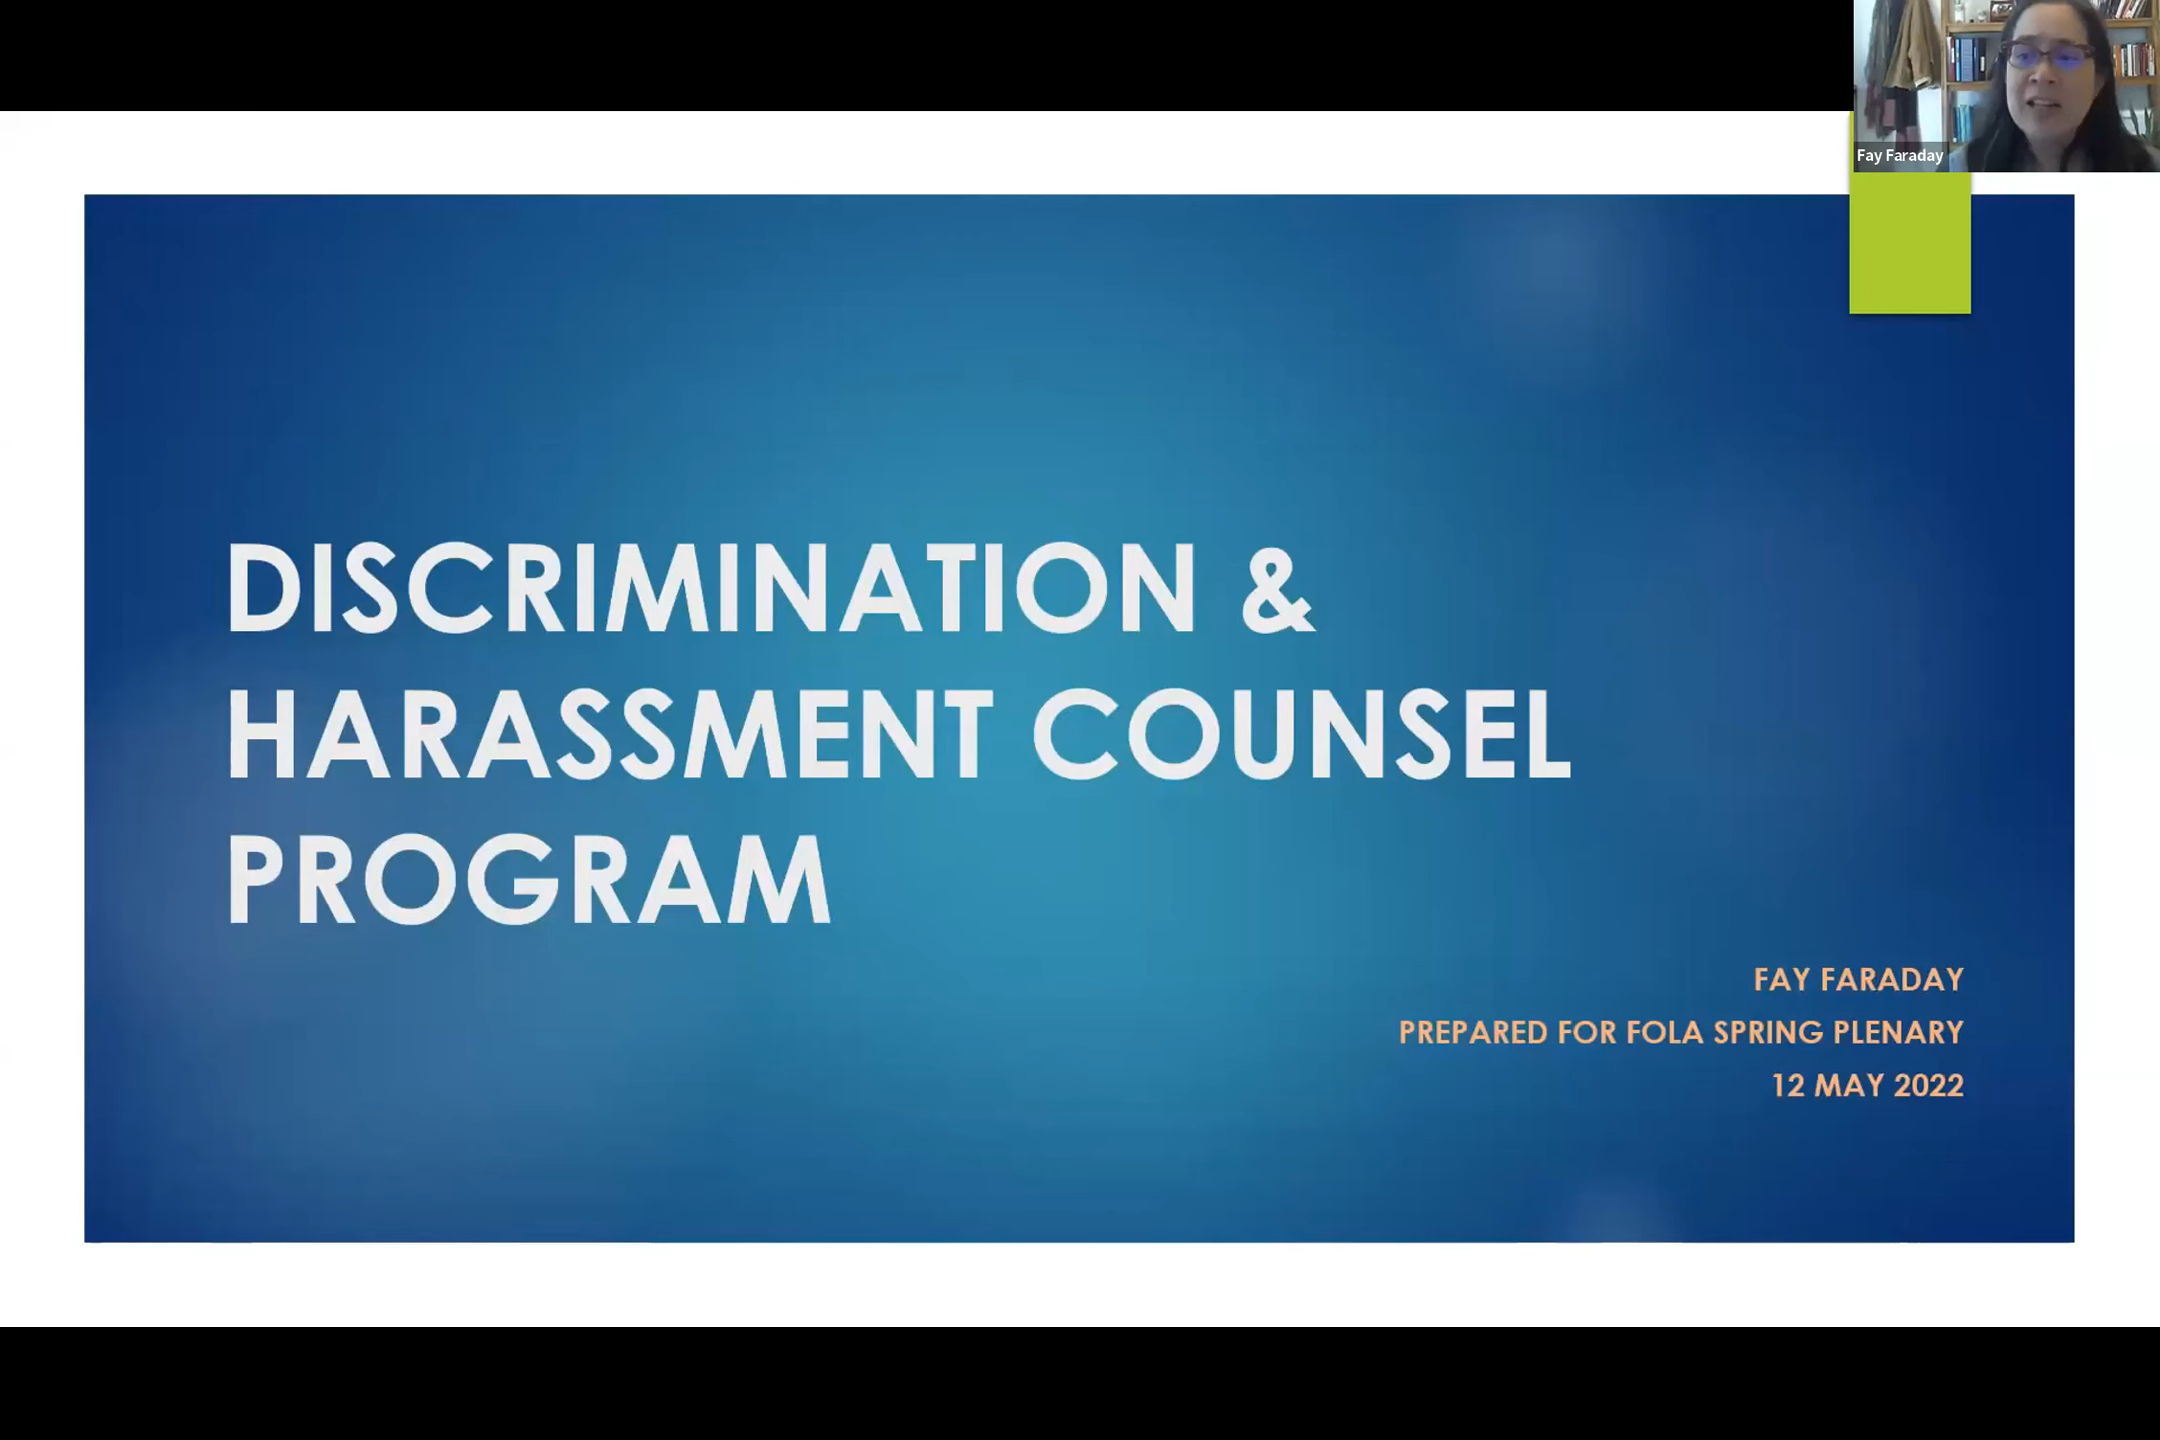 Fay Faraday
DISCRIMINATION &
HARASSMENT COUNSEL
PROGRAM
FAY FARADAY
PREPARED FOR FOLA SPRING PLENARY
12 MAY 2022